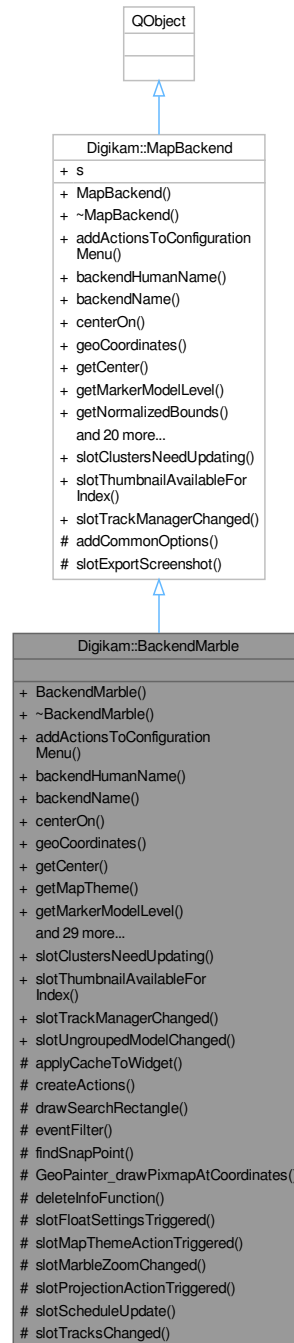 QObject
Digikam::MapBackend
+ s
+ MapBackend()
+ ~MapBackend()
+ addActionsToConfiguration
Menu()
+ backendHumanName()
+ backendName()
+ centerOn()
+ geoCoordinates()
+ getCenter()
+ getMarkerModelLevel()
+ getNormalizedBounds()
and 20 more...
+ slotClustersNeedUpdating()
+ slotThumbnailAvailableFor
Index()
+ slotTrackManagerChanged()
# addCommonOptions()
# slotExportScreenshot()
Digikam::BackendMarble
+ BackendMarble()
+ ~BackendMarble()
+ addActionsToConfiguration
Menu()
+ backendHumanName()
+ backendName()
+ centerOn()
+ geoCoordinates()
+ getCenter()
+ getMapTheme()
+ getMarkerModelLevel()
and 29 more...
+ slotClustersNeedUpdating()
+ slotThumbnailAvailableFor
Index()
+ slotTrackManagerChanged()
+ slotUngroupedModelChanged()
# applyCacheToWidget()
# createActions()
# drawSearchRectangle()
# eventFilter()
# findSnapPoint()
# GeoPainter_drawPixmapAtCoordinates()
# deleteInfoFunction()
# slotFloatSettingsTriggered()
# slotMapThemeActionTriggered()
# slotMarbleZoomChanged()
# slotProjectionActionTriggered()
# slotScheduleUpdate()
# slotTracksChanged()